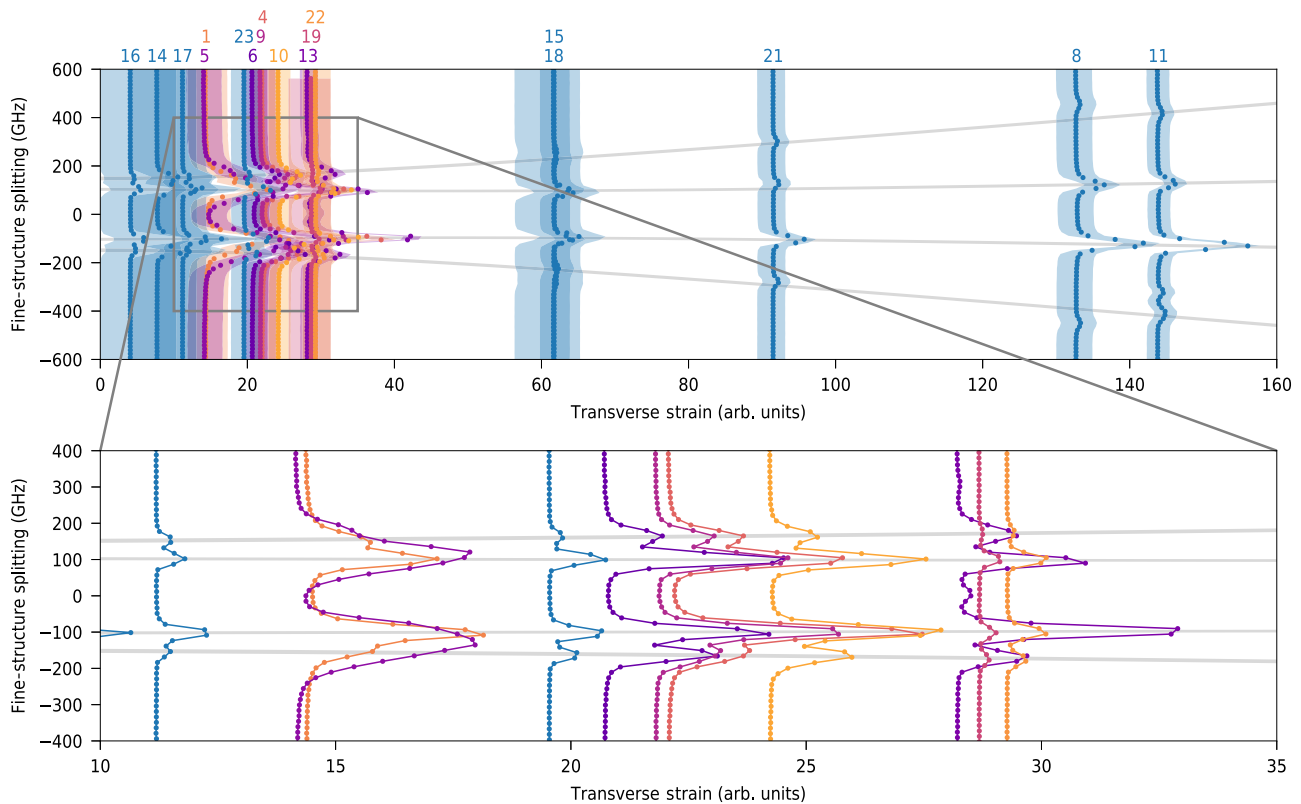 4 22
1 9 19 15
16 14 17 5 23 6 10 13 18 21 8 11
600
400
200
0
−200
−400
−600
Fine-structure splitting (GHz)
0 20 40 60 80 100 120 140 160
Transverse strain (arb. units)
400
300
200
100
0
−100
−200
−300
−400
Fine-structure splitting (GHz)
10 15 20 25 30 35
Transverse strain (arb. units)